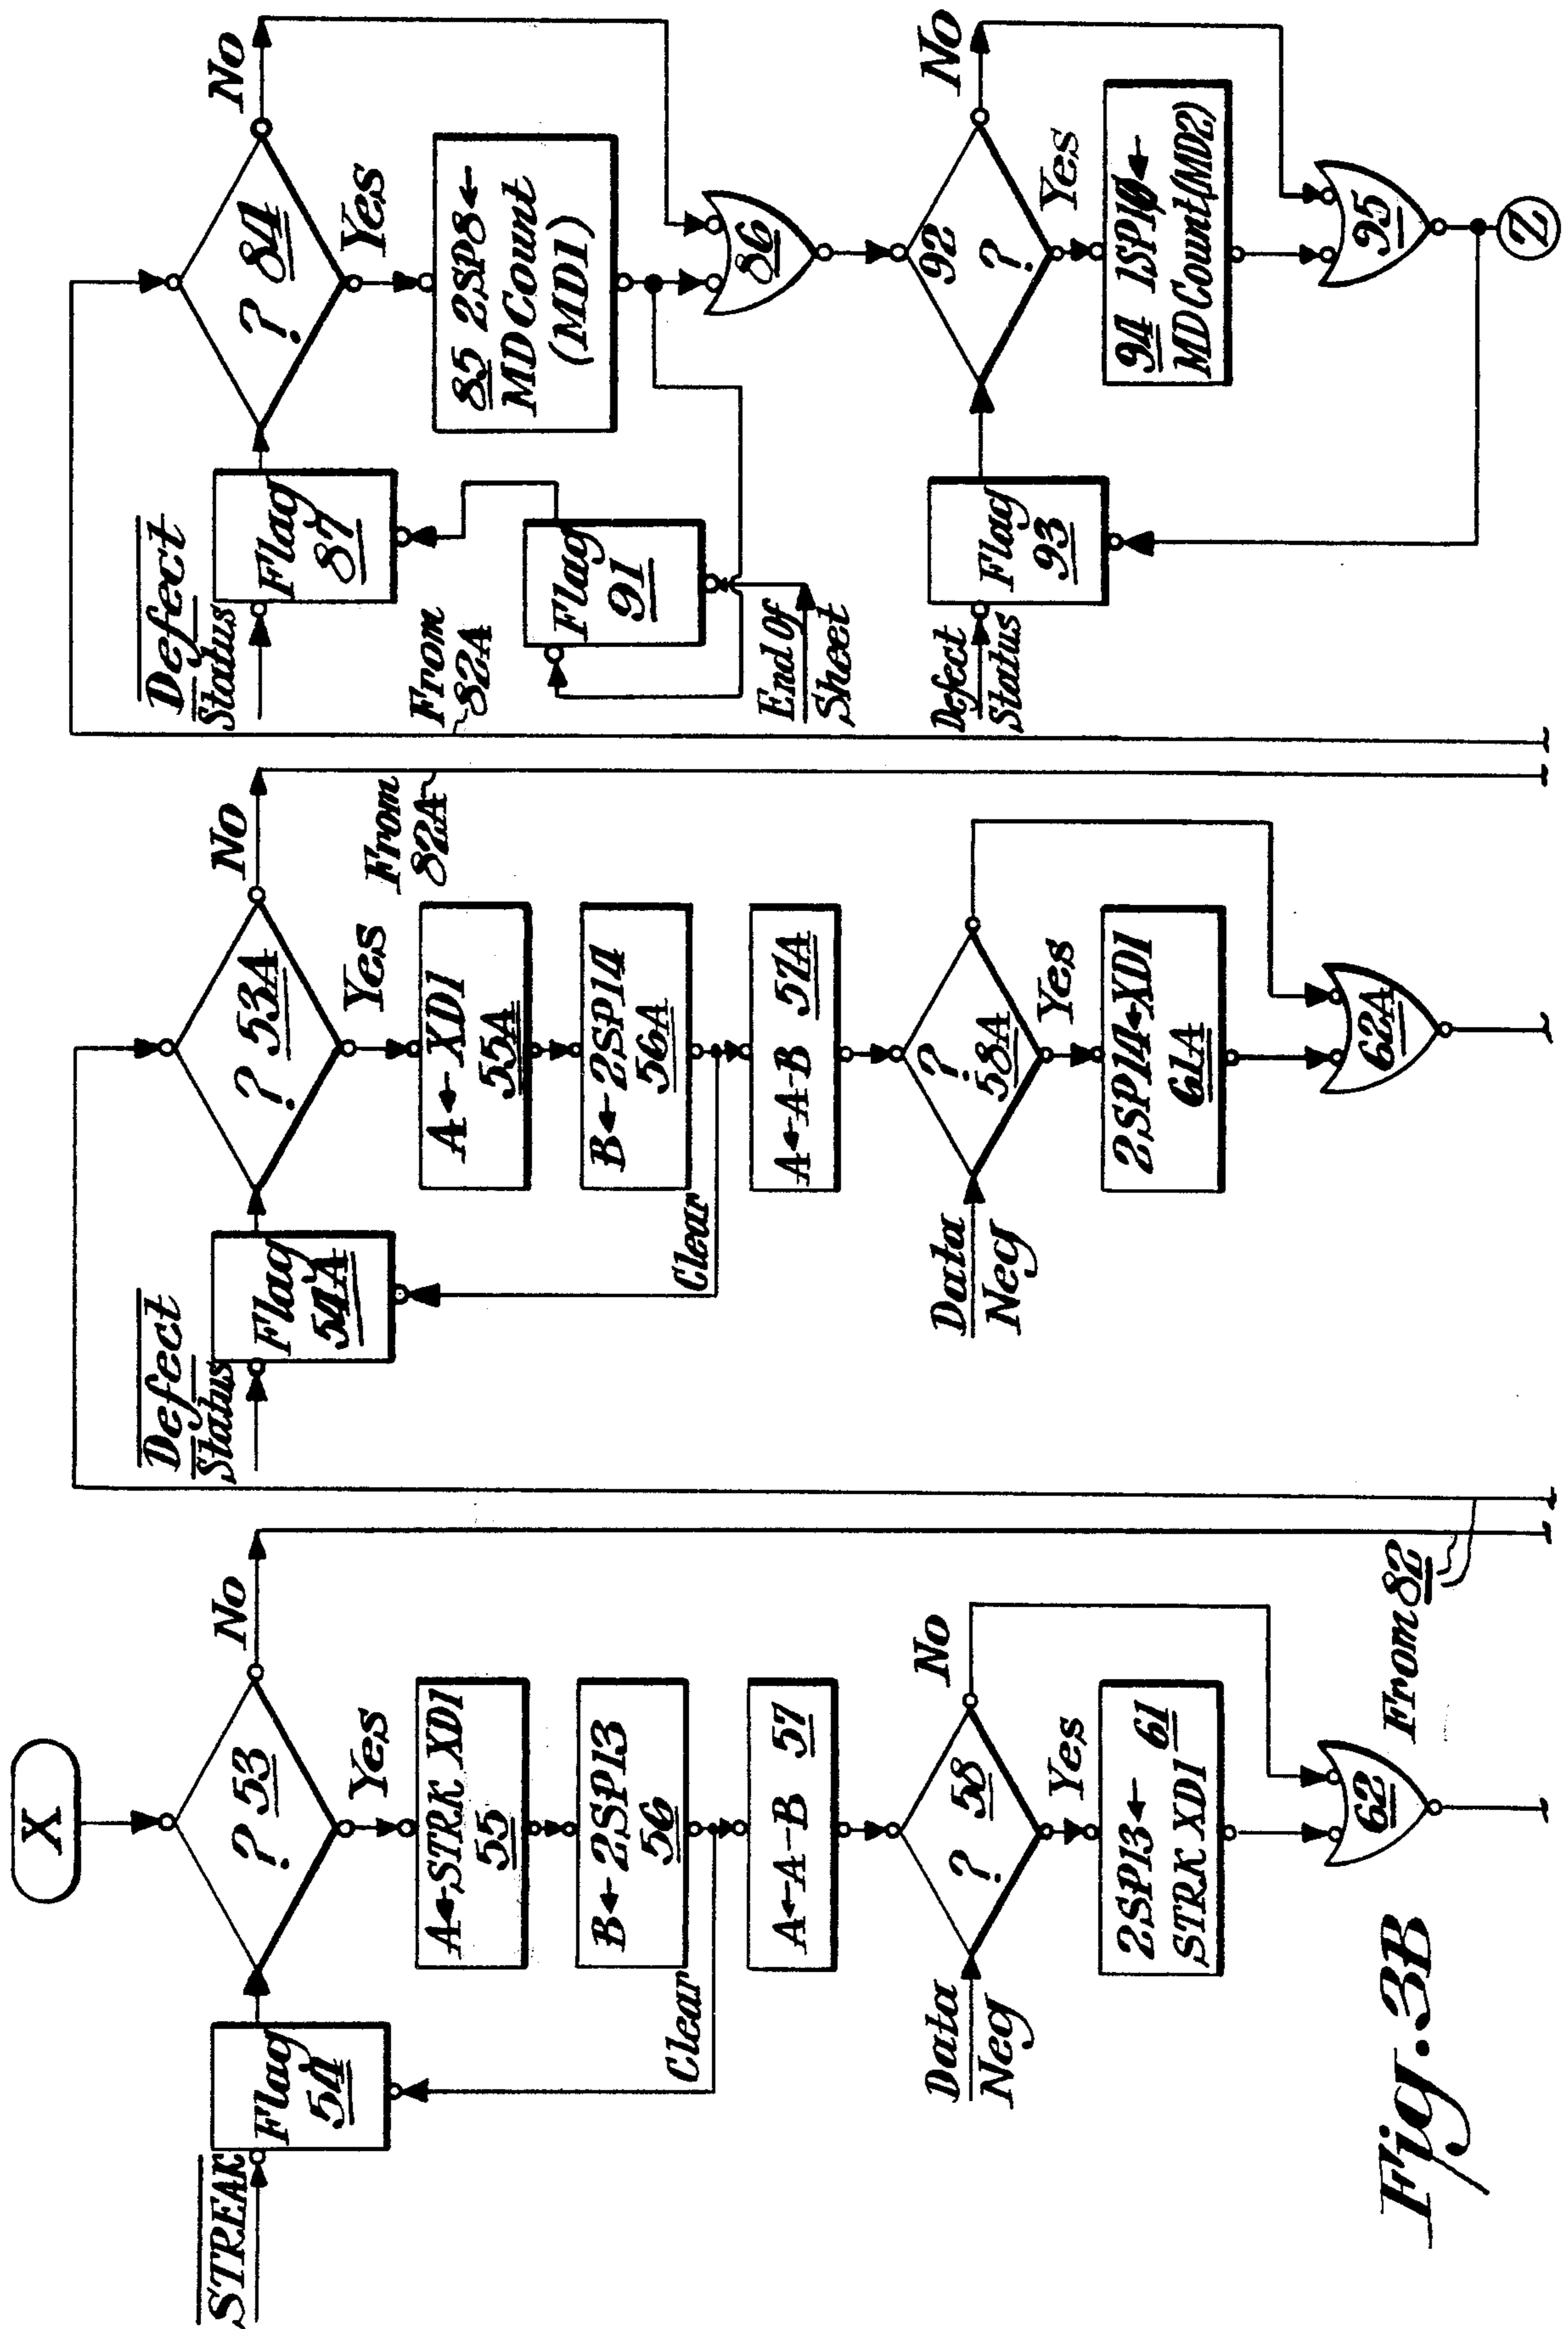 X
STREAK
Flag
54
? 53
No
Yes
A←STRK XD1
55
B←2SP13
56
Clear
A←A-B 57
Data
Neg
? 58
No
Yes
2SP13←
STRK XD1 61
62
From 82
Defect
Status
Flag
54A
? 53A
No
Yes
From
82A
A←XD1
55A
B←2SP14
56A
Clear
A←A-B 57A
Data
Neg
?
58A
Yes
2SP14←XD1
61A
62A
Defect
Status
Flag
87
? 84
No
Yes
From
82A
85 2SP8←
MD Count
(MD1)
Flag
91
End Of
Sheet
86
Defect
Status
Flag
93
92
?
No
Yes
94 1SP10←
MD Count (MD2)
95
Z
Fig. 3B